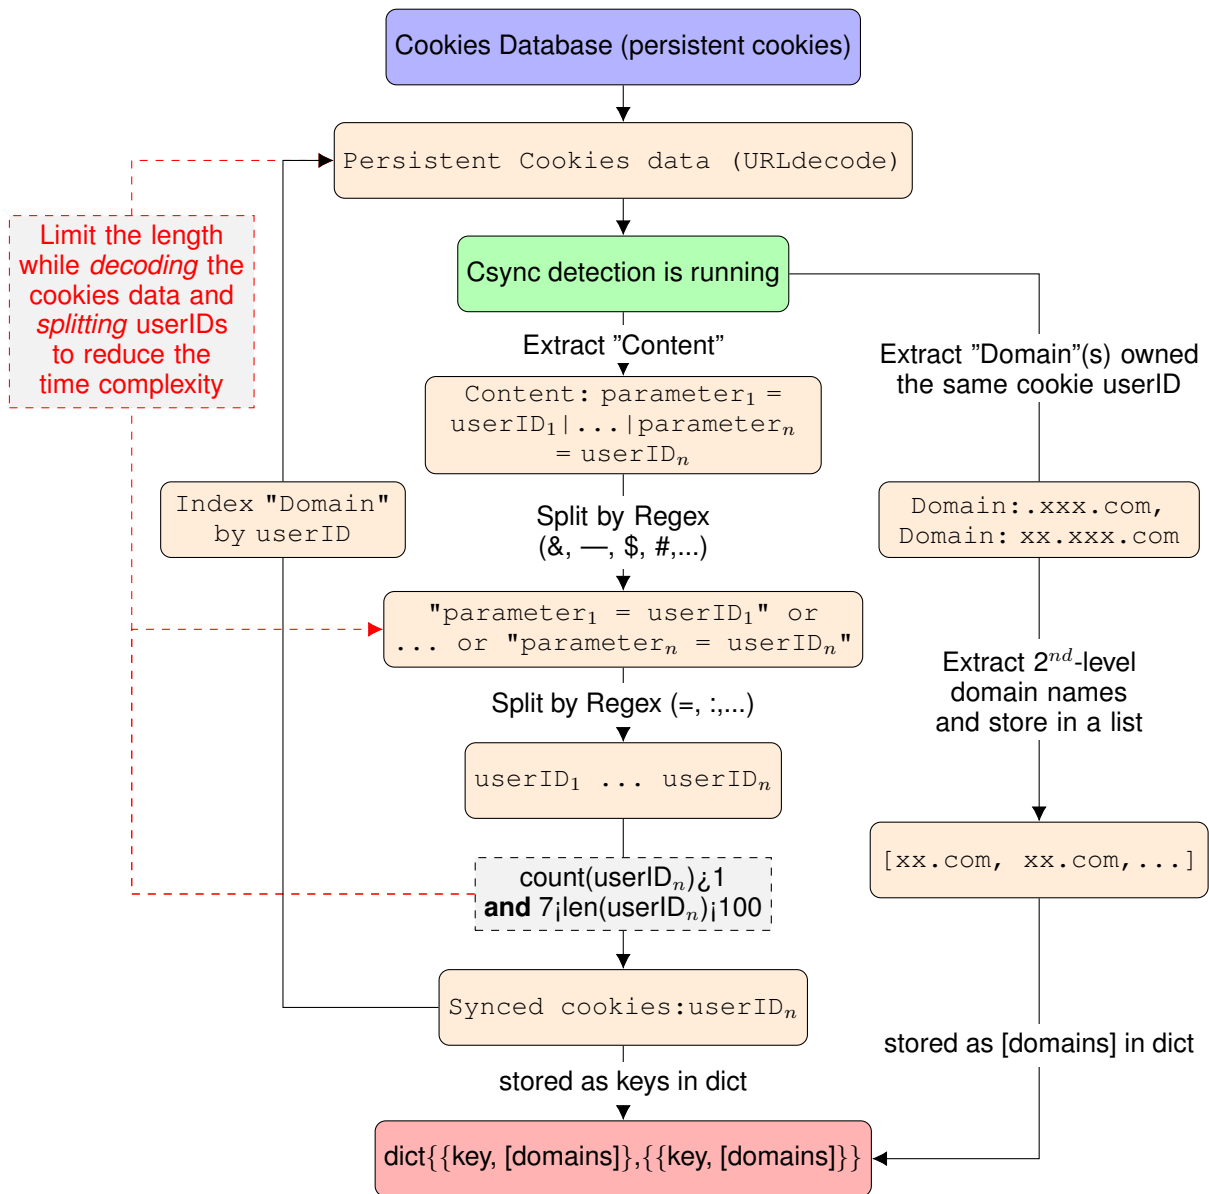 Cookies Database (persistent cookies)
Persistent Cookies data (URLdecode)
Limit the length
while decoding the
cookies data and
splitting userIDs
to reduce the
time complexity
Csync detection is running
Extract ”Content”
Extract ”Domain”(s) owned
the same cookie userID
Content: parameter₁ =
userID₁|...|parameterₙ
= userIDₙ
Index "Domain"
by userID
Split by Regex
(&, —, $, #,...)
Domain:.xxx.com,
Domain: xx.xxx.com
"parameter₁ = userID₁" or
... or "parameterₙ = userIDₙ"
Extract 2ⁿᵈ-level
domain names
and store in a list
Split by Regex (=, :,...)
userID₁ ... userIDₙ
[xx.com, xx.com,...]
count(userIDₙ)¿1
and 7¡len(userIDₙ)¡100
Synced cookies:userIDₙ
stored as [domains] in dict
stored as keys in dict
dict{{key, [domains]},{{key, [domains]}}